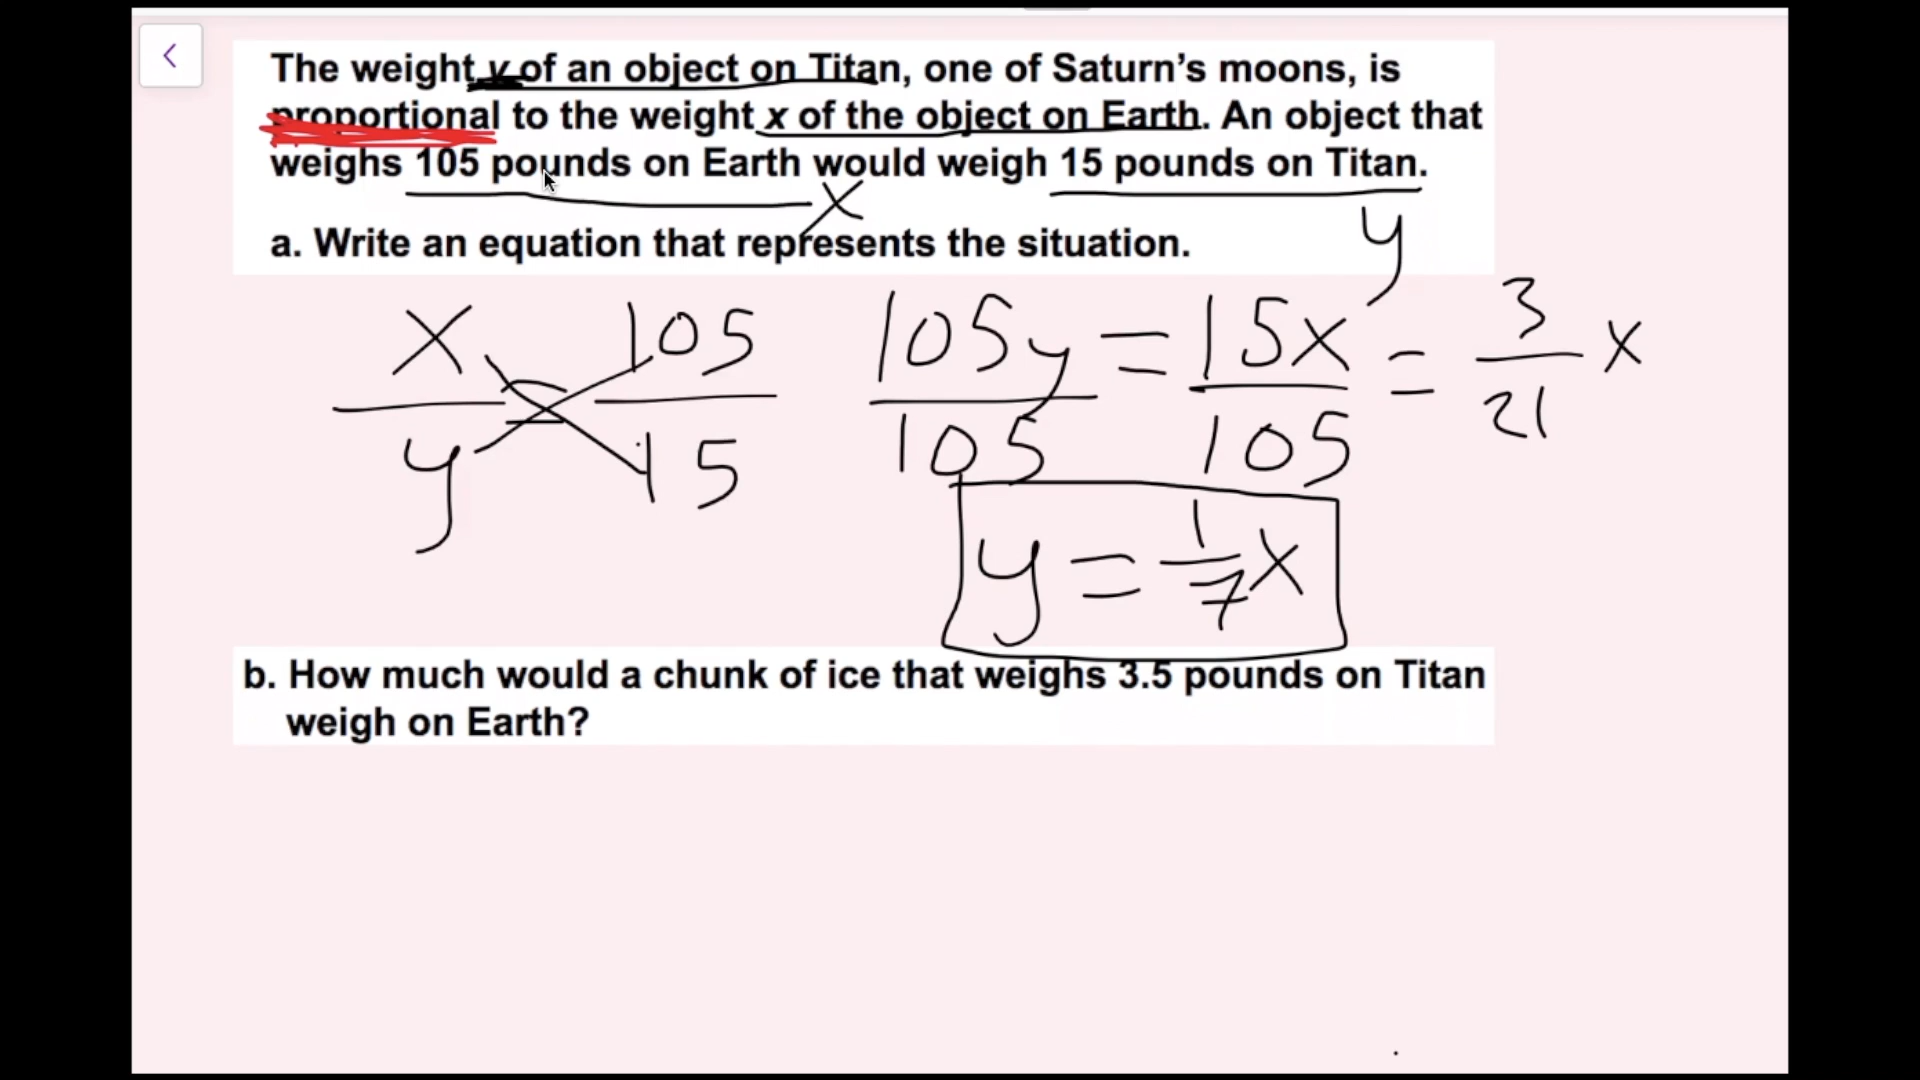 The weight y of an object on Titan, one of Saturn's moons, is
proportional to the weight x of the object on Earth. An object that
weighs 105 pounds on Earth would weigh 15 pounds on Titan.
x
y
a. Write an equation that represents the situation.
x/y = 105/15
105y/105 = 15x/105 = 3/21 x
y = 1/7 x
b. How much would a chunk of ice that weighs 3.5 pounds on Titan
weigh on Earth?